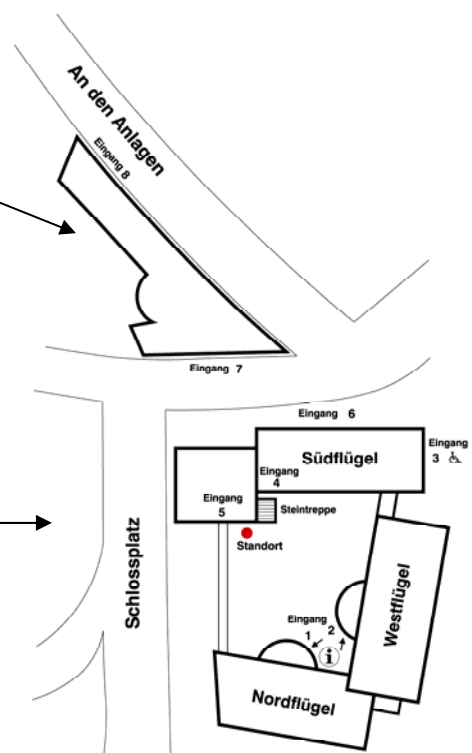 An den Anlagen
Eingang 8
Eingang 7
Eingang 6
Südflügel
Eingang
3
Eingang
4
Eingang
5
Steintreppe
Standort
Schlossplatz
Westflügel
Eingang
1 2
i
Nordflügel